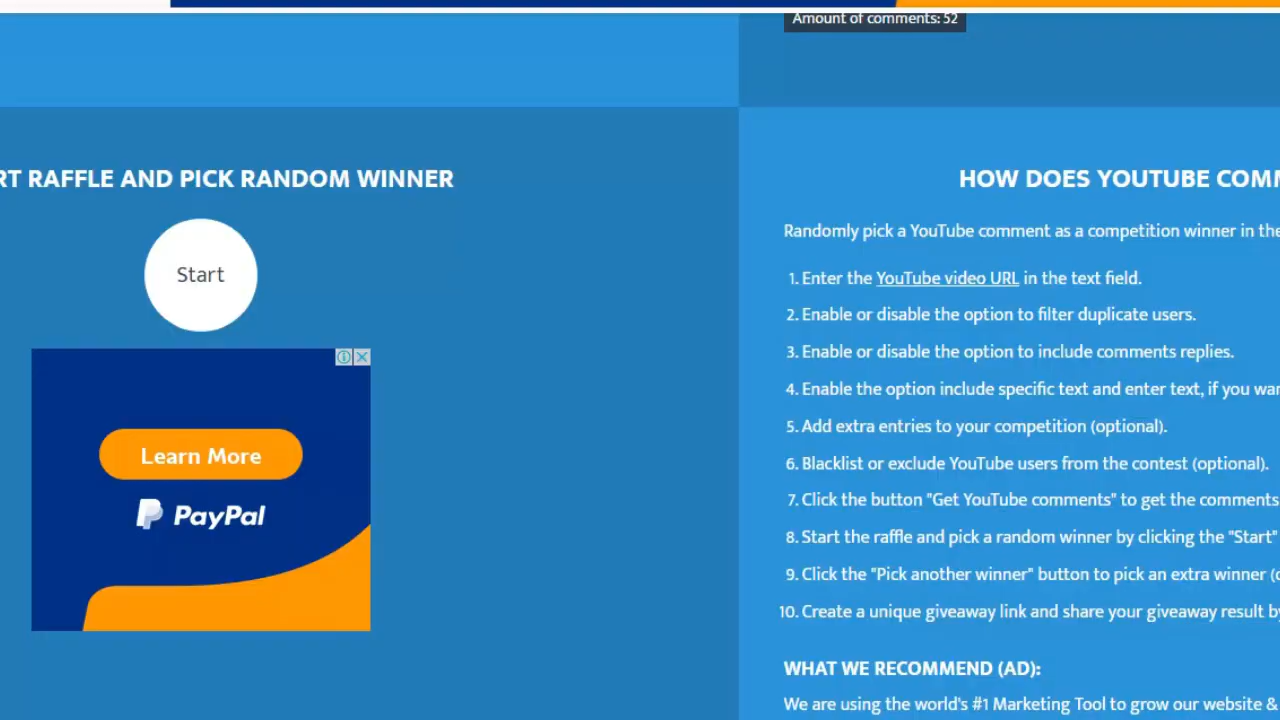 Amount of comments: 52
RT RAFFLE AND PICK RANDOM WINNER
Start
Learn More
PayPal
HOW DOES YOUTUBE COMM
Randomly pick a YouTube comment as a competition winner in the
1. Enter the YouTube video URL in the text field.
2. Enable or disable the option to filter duplicate users.
3. Enable or disable the option to include comments replies.
4. Enable the option include specific text and enter text, if you wan
5. Add extra entries to your competition (optional).
6. Blacklist or exclude YouTube users from the contest (optional).
7. Click the button "Get YouTube comments" to get the comments
8. Start the raffle and pick a random winner by clicking the "Start"
9. Click the "Pick another winner" button to pick an extra winner (o
10. Create a unique giveaway link and share your giveaway result by
WHAT WE RECOMMEND (AD):
We are using the world's #1 Marketing Tool to grow our website &